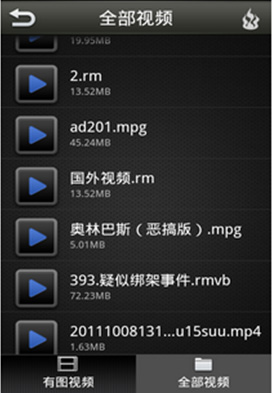 全部视频
19.95MB
2.rm
13.52MB
ad201.mpg
45.24MB
国外视频.rm
13.52MB
奥林巴斯（恶搞版）.mpg
5.01MB
393.疑似绑架事件.rmvb
72.23MB
20111008131...u15suu.mp4
1.63MB
有图视频
全部视频